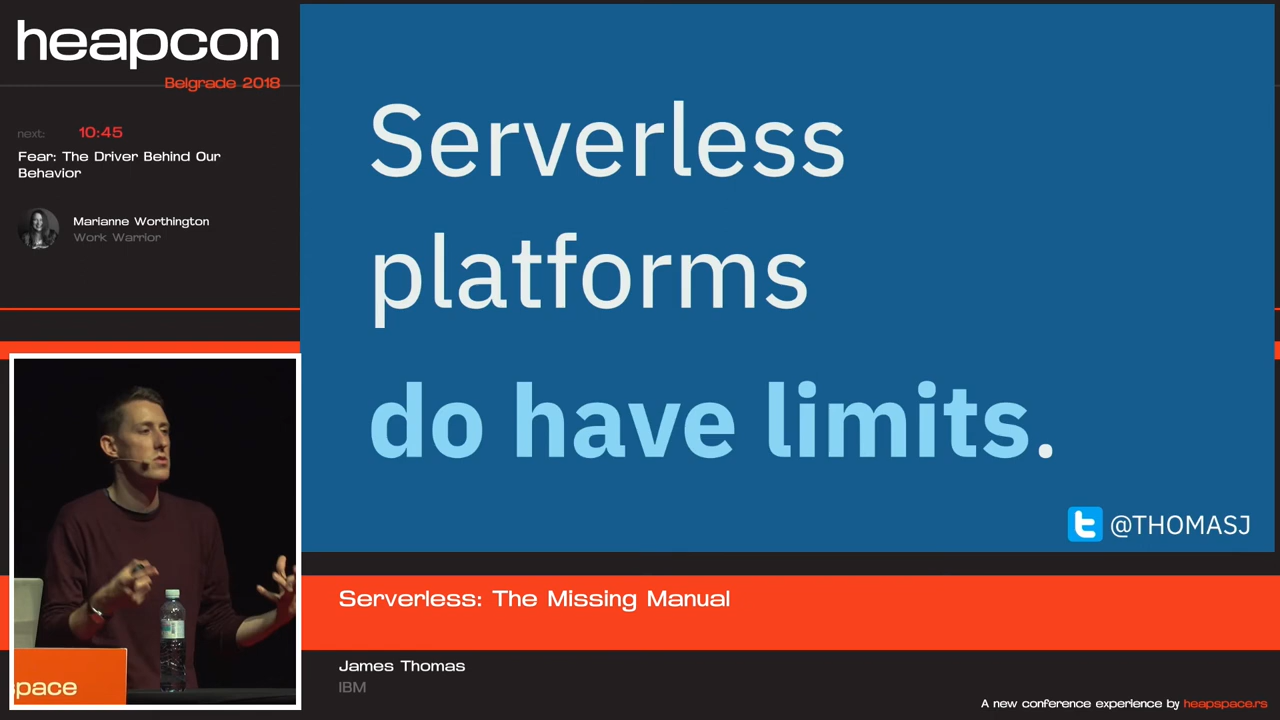 heapcon
Belgrade 2018
next: 10:45
Fear: The Driver Behind Our
Behavior
Marianne Worthington
Work Warrior
Serverless
platforms
do have limits.
@THOMASJ
space
Serverless: The Missing Manual
James Thomas
IBM
A new conference experience by heapspace.rs